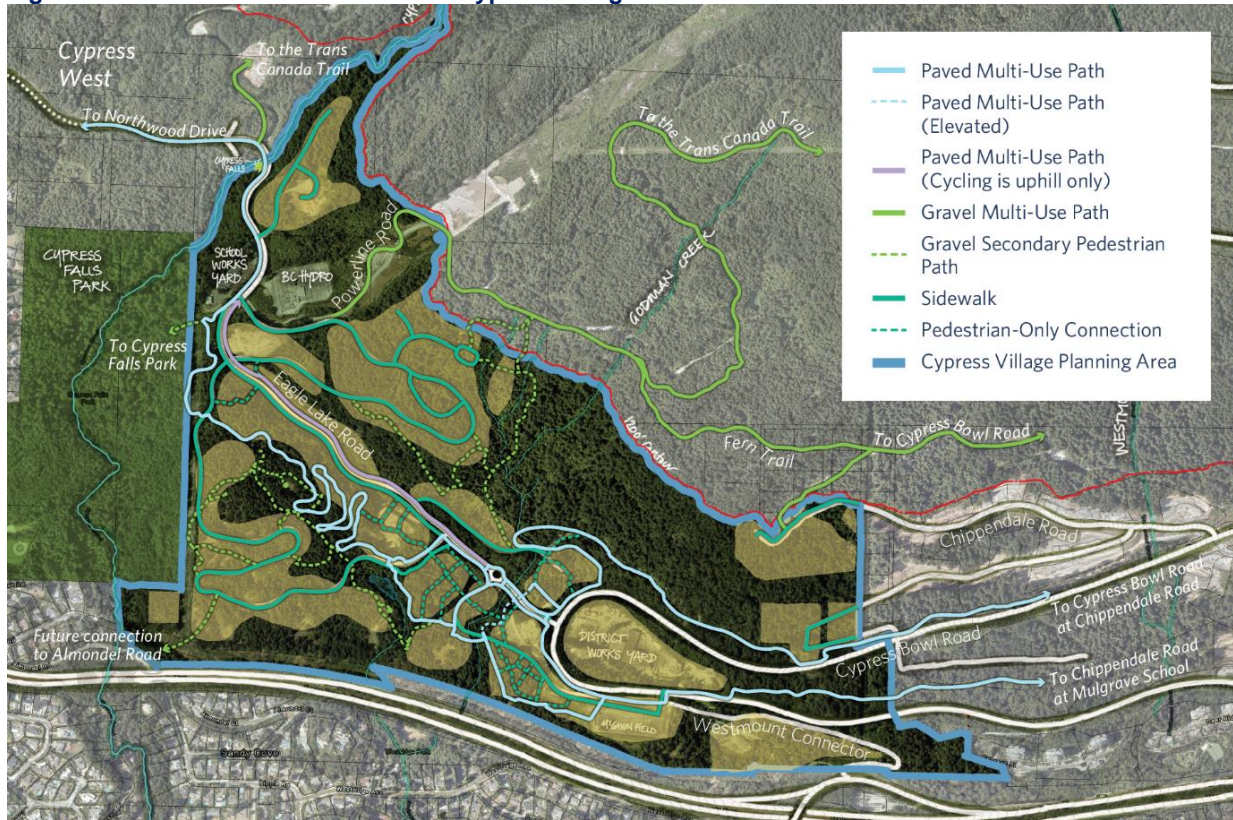 Cypress
West
To the Trans
Canada Trail
To Northwood Drive
CYPRESS
FALLS
CYPRESS
FALLS
PARK
SCHOOL
WORKS
YARD
BC HYDRO
Powerline Road
To Cypress
Falls Park
Eagle Lake Road
To the Trans Canada Trail
GODMAN CREEK
Fern Trail
To Cypress Bowl Road
Chippendale Road
To Cypress Bowl Road
at Chippendale Road
Cypress Bowl Road
To Chippendale Road
at Mulgrave School
DISTRICT
WORKS YARD
MCGAVIN FIELD
Westmount Connector
Future connection
to Almondel Road
Sandy Cove
Paved Multi-Use Path
Paved Multi-Use Path
(Elevated)
Paved Multi-Use Path
(Cycling is uphill only)
Gravel Multi-Use Path
Gravel Secondary Pedestrian
Path
Sidewalk
Pedestrian-Only Connection
Cypress Village Planning Area